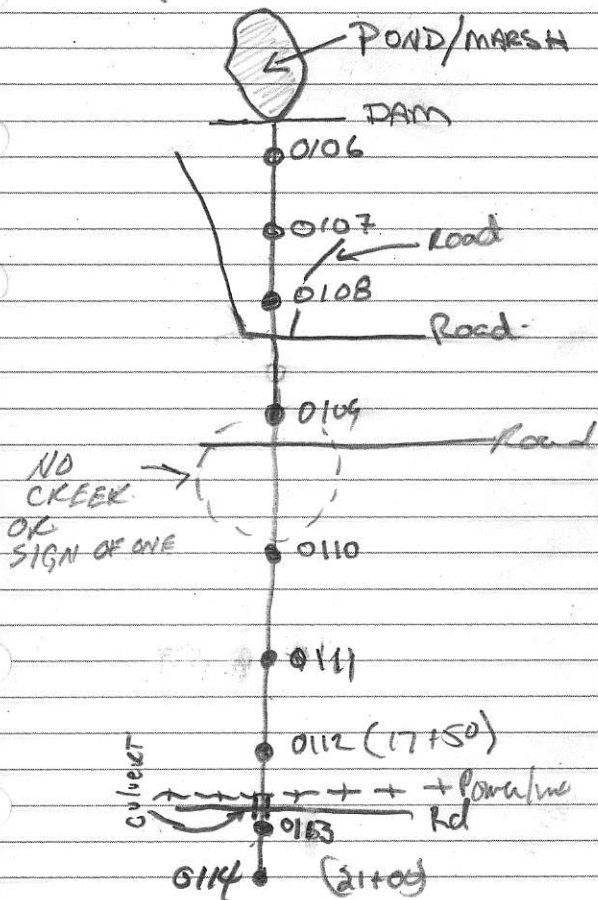 POND/MARSH
DAM
0106
0107
Road
0108
Road
0109
Road
NO
CREEK
OR
SIGN OF ONE
0110
0111
0112 (17+50)
CulveRT
Powerline
Rd
0113
0114 (21+00)